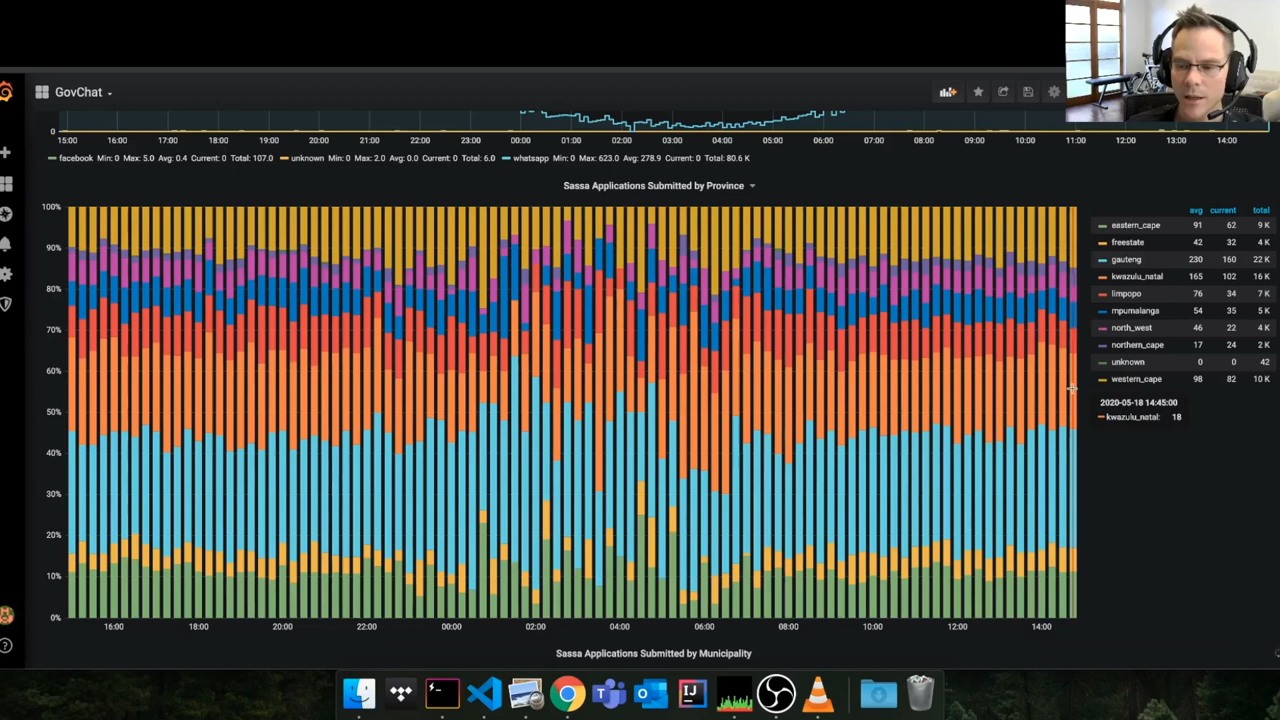 GovChat
0
15:00 16:00 17:00 18:00 19:00 20:00 21:00 22:00 23:00 00:00 01:00 02:00 03:00 04:00 05:00 06:00 07:00 08:00 09:00 10:00 11:00 12:00 13:00 14:00
facebook Min: 0 Max: 5.0 Avg: 0.4 Current: 0 Total: 107.0 unknown Min: 0 Max: 2.0 Avg: 0.0 Current: 0 Total: 6.0 whatsapp Min: 0 Max: 623.0 Avg: 278.9 Current: 0 Total: 80.6 K
Sassa Applications Submitted by Province
avg current total
eastern_cape 91 62 9 K
freestate 42 32 4 K
gauteng 230 160 22 K
kwazulu_natal 165 102 16 K
limpopo 76 34 7 K
mpumalanga 54 35 5 K
north_west 46 22 4 K
northern_cape 17 24 2 K
unknown 0 0 42
western_cape 98 82 10 K
2020-05-18 14:45:00
kwazulu_natal: 18
100%
90%
80%
70%
60%
50%
40%
30%
20%
10%
0%
16:00 18:00 20:00 22:00 00:00 02:00 04:00 06:00 08:00 10:00 12:00 14:00
Sassa Applications Submitted by Municipality